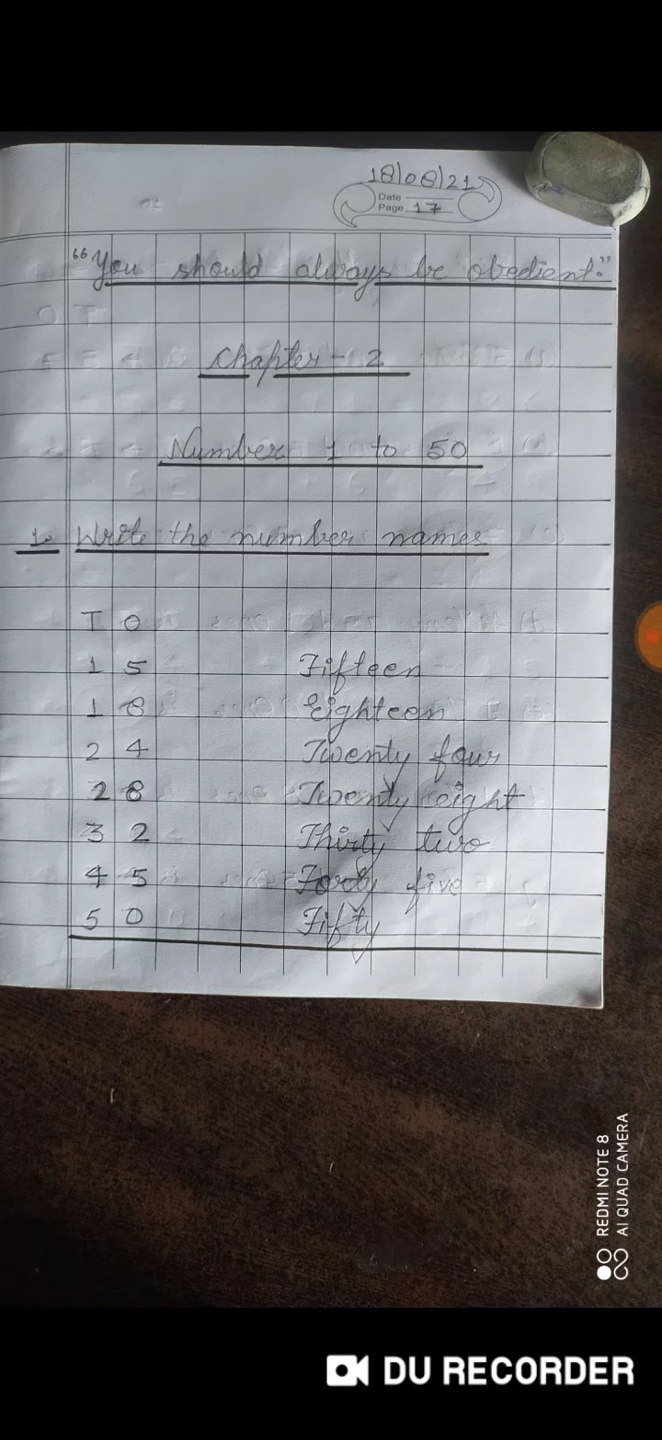 18/08/21
Date
Page 17
"You should always be obedient."
Chapter - 2
Number 1 to 50
1. Write the number names
T O
1 5 Fifteen
1 8 Eighteen
2 4 Twenty four
2 8 Twenty eight
3 2 Thirty two
4 5 Forty five
5 0 Fifty
REDMI NOTE 8
AI QUAD CAMERA
DU RECORDER